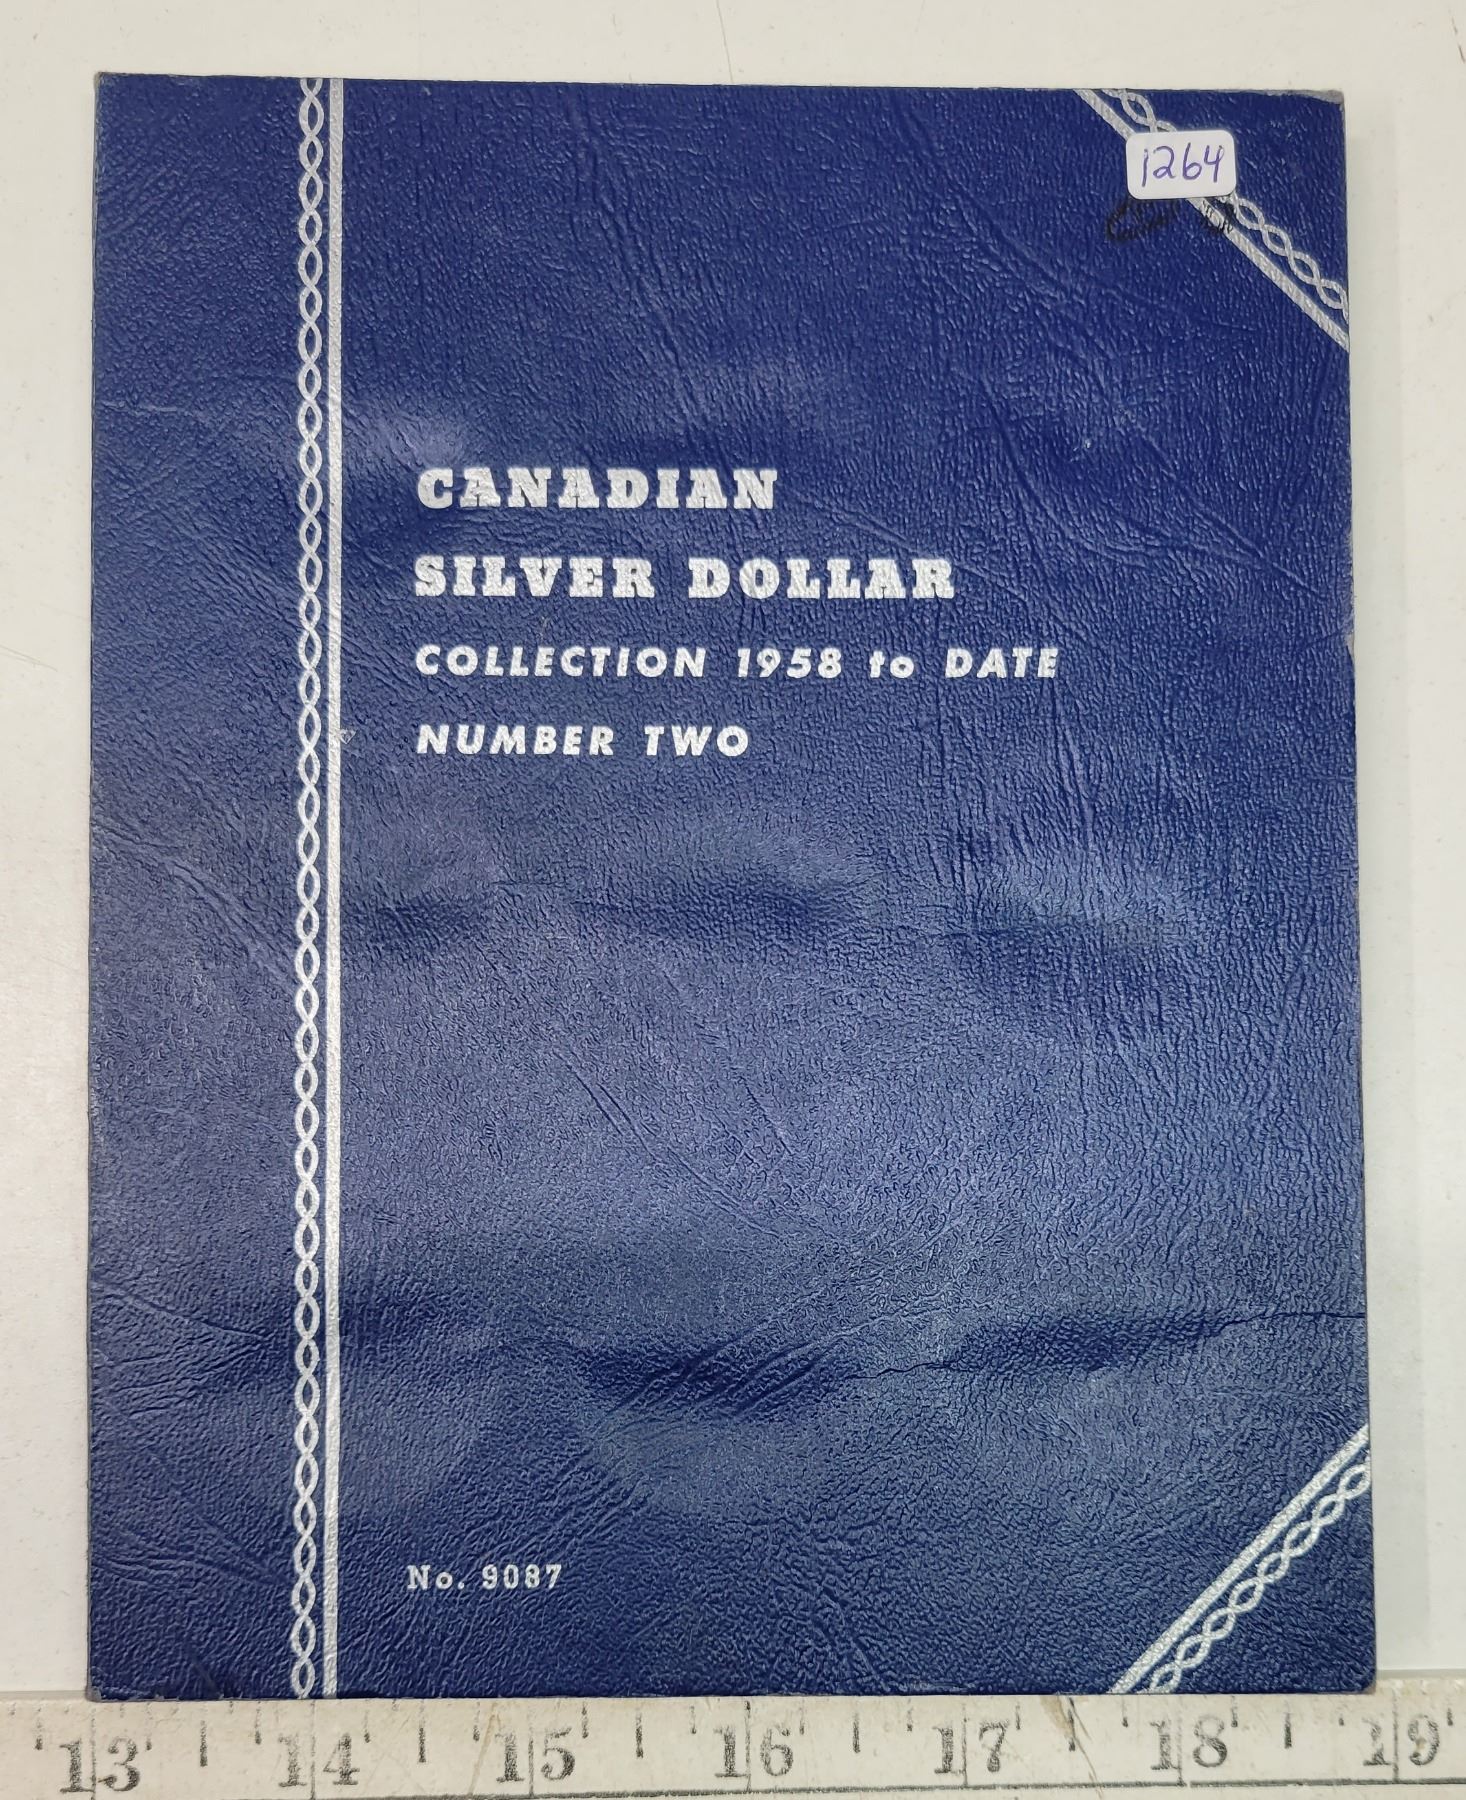 1264
CANADIAN
SILVER DOLLAR
COLLECTION 1958 to DATE
NUMBER TWO
No. 9087
13 14 15 16 17 18 19